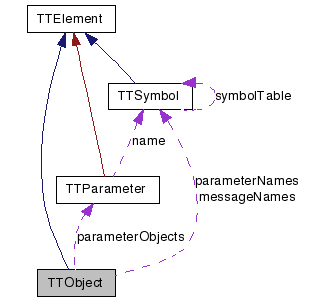 TTElement
TTSymbol
symbolTable
name
TTParameter
parameterNames
messageNames
parameterObjects
TTObject